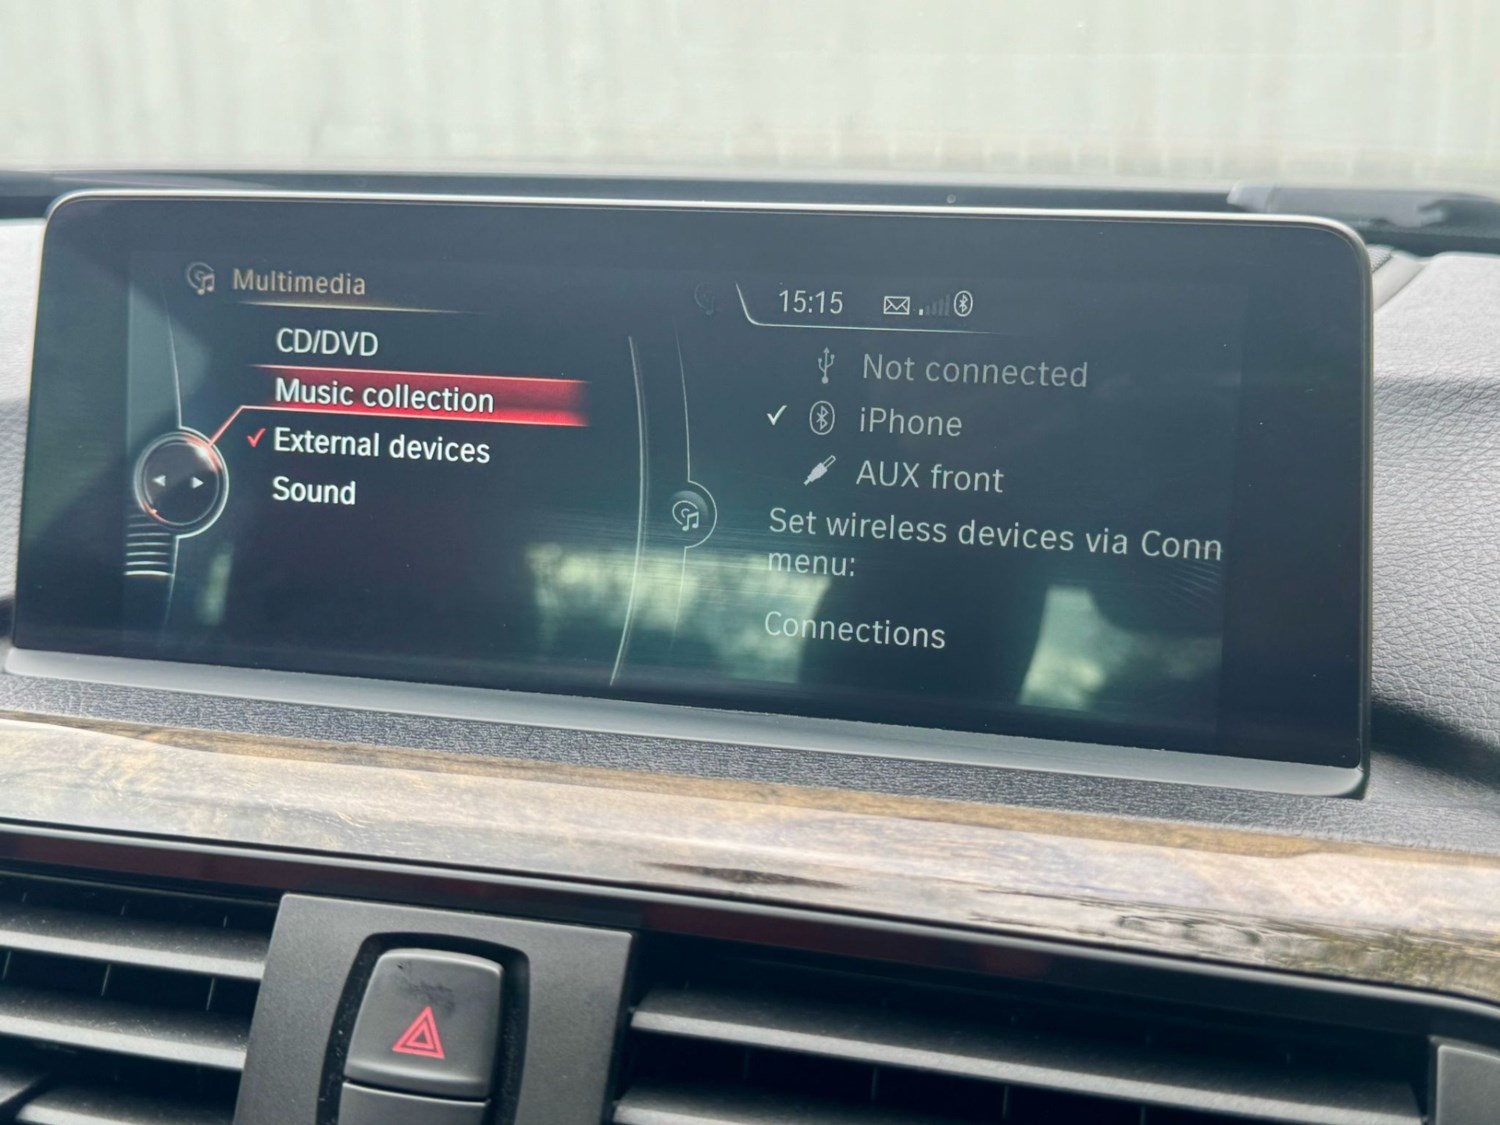 Multimedia
CD/DVD
Music collection
External devices
Sound
15:15
Not connected
iPhone
AUX front
Set wireless devices via Conn
menu:
Connections